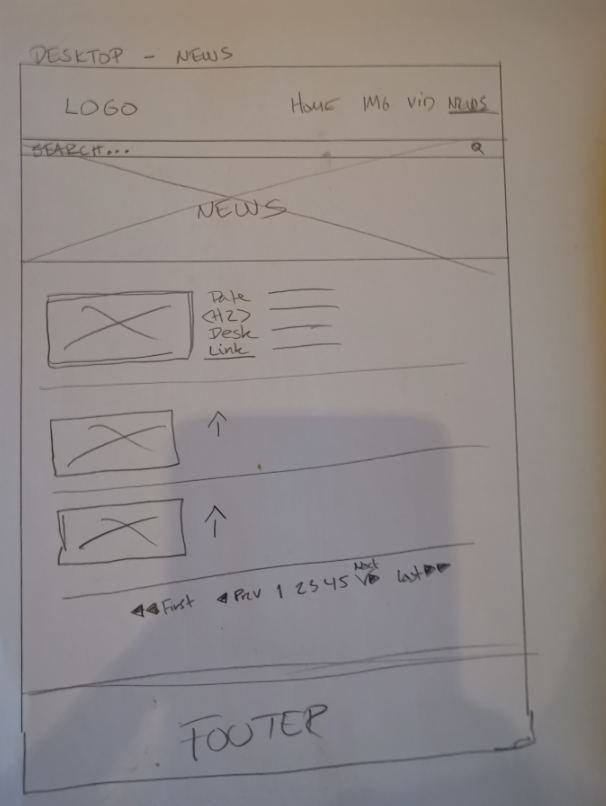 DESKTOP - NEWS
LOGO HOME IMG VID NEWS
SEARCH...
NEWS
Date
<H2>
Desk
Link
First Prev 1 2 3 4 5 Next Last
FOOTER